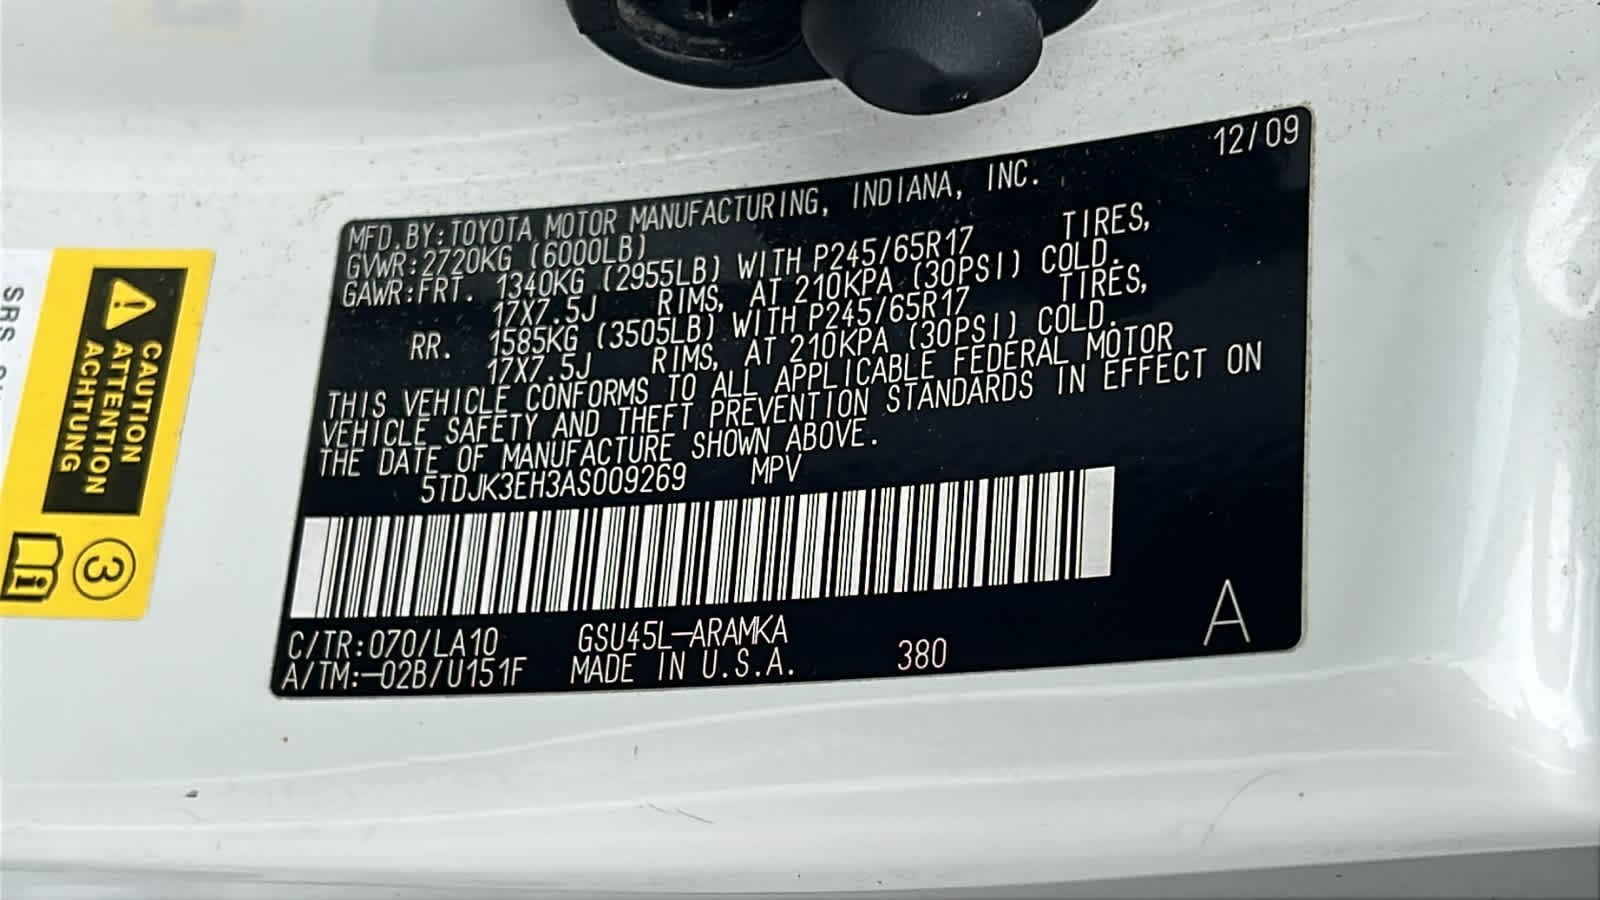 12/09
MFD.BY:TOYOTA MOTOR MANUFACTURING, INDIANA, INC.
GVWR:2720KG (6000LB)
GAWR:FRT. 1340KG (2955LB) WITH P245/65R17 TIRES,
17X7.5J RIMS, AT 210KPA (30PSI) COLD.
RR. 1585KG (3505LB) WITH P245/65R17 TIRES,
17X7.5J RIMS, AT 210KPA (30PSI) COLD.
THIS VEHICLE CONFORMS TO ALL APPLICABLE FEDERAL MOTOR
VEHICLE SAFETY AND THEFT PREVENTION STANDARDS IN EFFECT ON
THE DATE OF MANUFACTURE SHOWN ABOVE.
5TDJK3EH3AS009269 MPV
C/TR:070/LA10 GSU45L-ARAMKA
A/TM:-02B/U151F MADE IN U.S.A. 380
A
CAUTION
ATTENTION
ACHTUNG
3
i
SRS